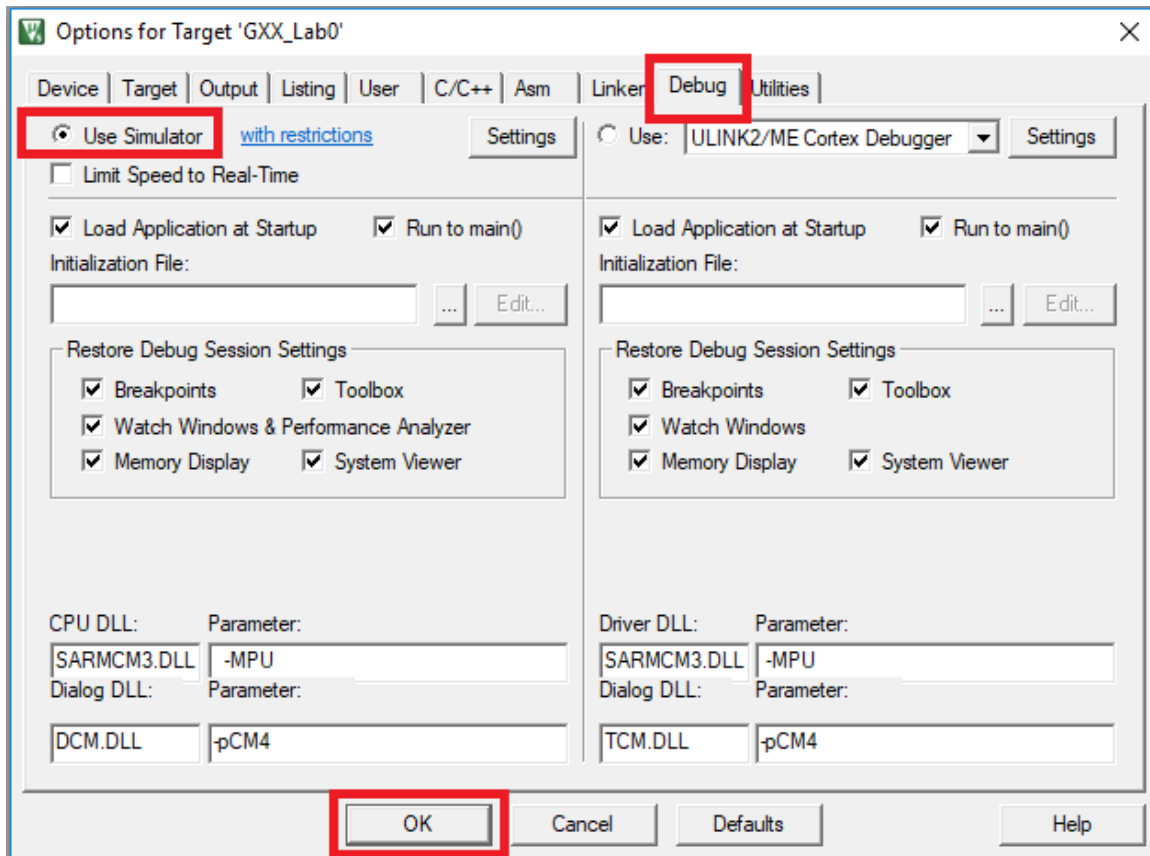 Options for Target 'GXX_Lab0'
Device Target Output Listing User C/C++ Asm Linker Debug Utilities
Use Simulator with restrictions Settings Use: ULINK2/ME Cortex Debugger Settings
Limit Speed to Real-Time
Load Application at Startup Run to main() Load Application at Startup Run to main()
Initialization File: Initialization File:
... Edit... ... Edit...
Restore Debug Session Settings Restore Debug Session Settings
Breakpoints Toolbox Breakpoints Toolbox
Watch Windows & Performance Analyzer Watch Windows
Memory Display System Viewer Memory Display System Viewer
CPU DLL: Parameter: Driver DLL: Parameter:
SARMCM3.DLL -MPU SARMCM3.DLL -MPU
Dialog DLL: Parameter: Dialog DLL: Parameter:
DCM.DLL -pCM4 TCM.DLL -pCM4
OK Cancel Defaults Help